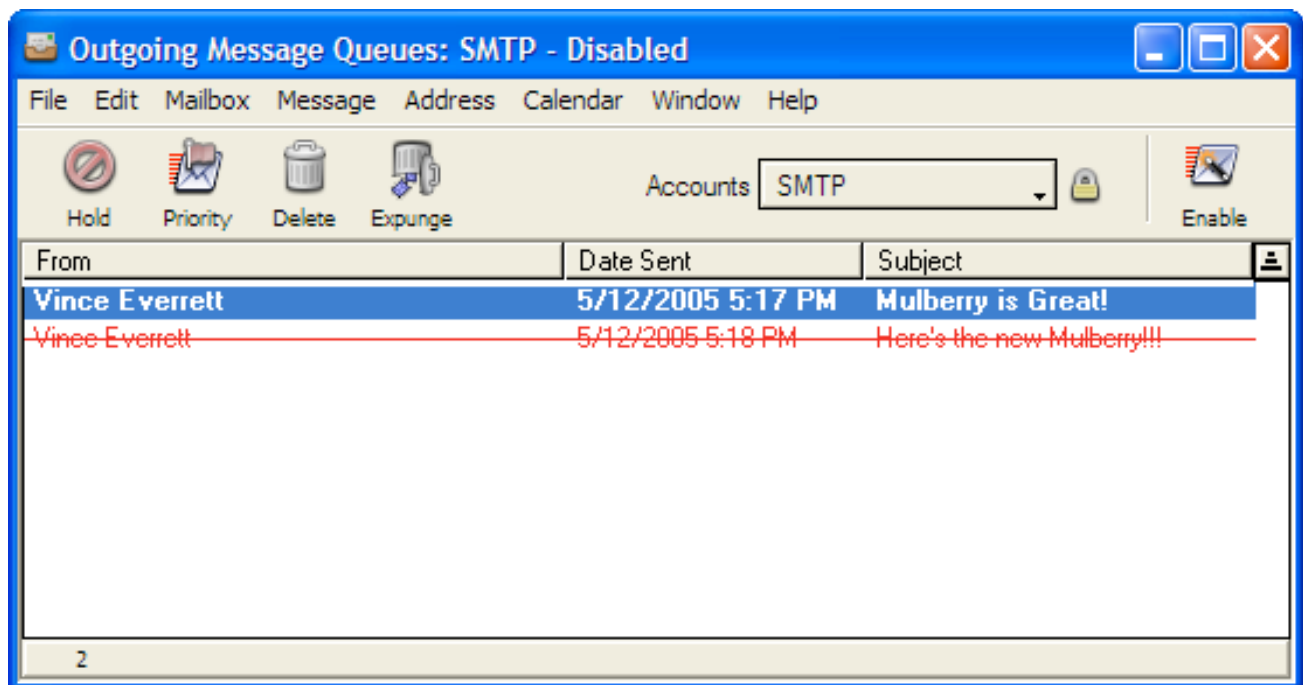 Outgoing Message Queues: SMTP - Disabled
File Edit Mailbox Message Address Calendar Window Help
Hold Priority Delete Expunge Accounts SMTP Enable
From Date Sent Subject
Vince Everrett 5/12/2005 5:17 PM Mulberry is Great!
Vince Everrett 5/12/2005 5:18 PM Here's the new Mulberry!!!
2